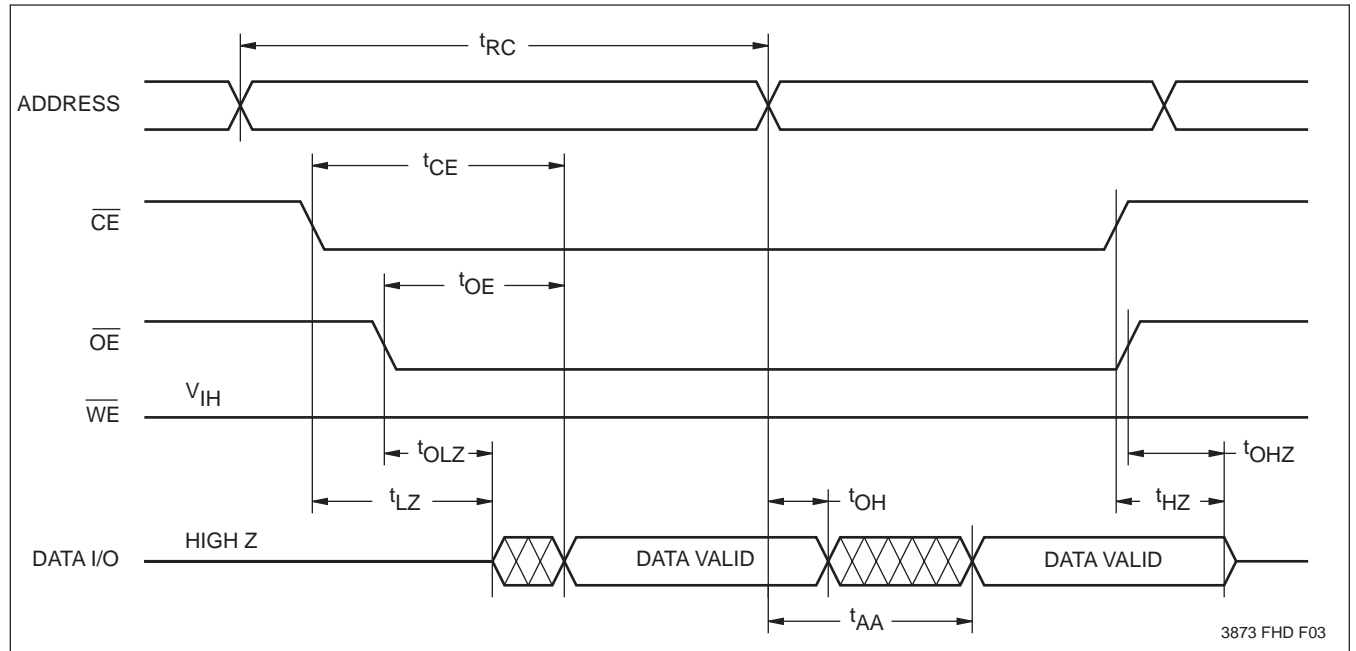 tRC
ADDRESS
tCE
CE
tOE
OE
VIH
WE
tOLZ
tOHZ
tLZ
tOH
tHZ
HIGH Z
DATA I/O
DATA VALID
DATA VALID
tAA
3873 FHD F03